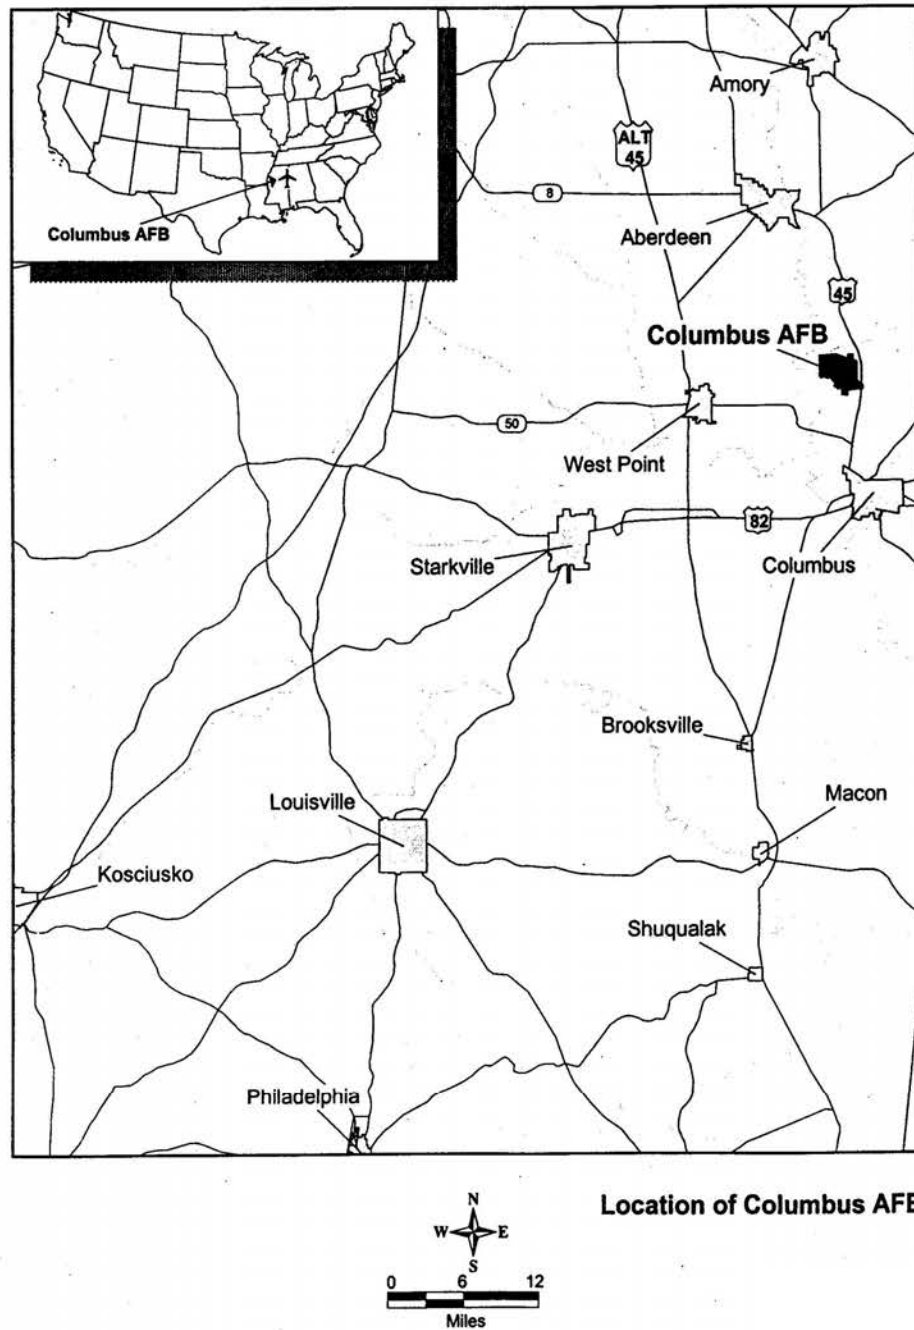 Amory
ALT
45
8
Columbus AFB
Aberdeen
45
Columbus AFB
50
West Point
82
Starkville
Columbus
Brooksville
Louisville
Macon
Kosciusko
Shuqualak
Philadelphia
Location of Columbus AFB
N
W E
S
0 6 12
Miles